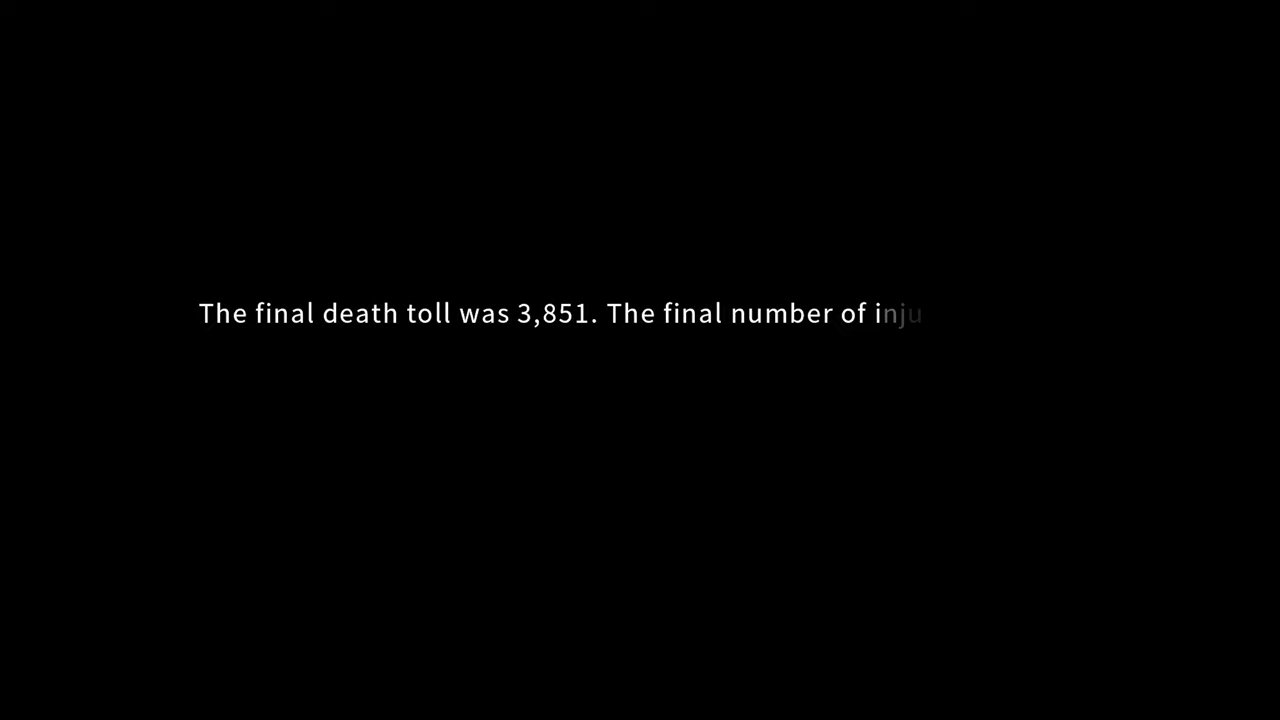 The final death toll was 3,851. The final number of inju